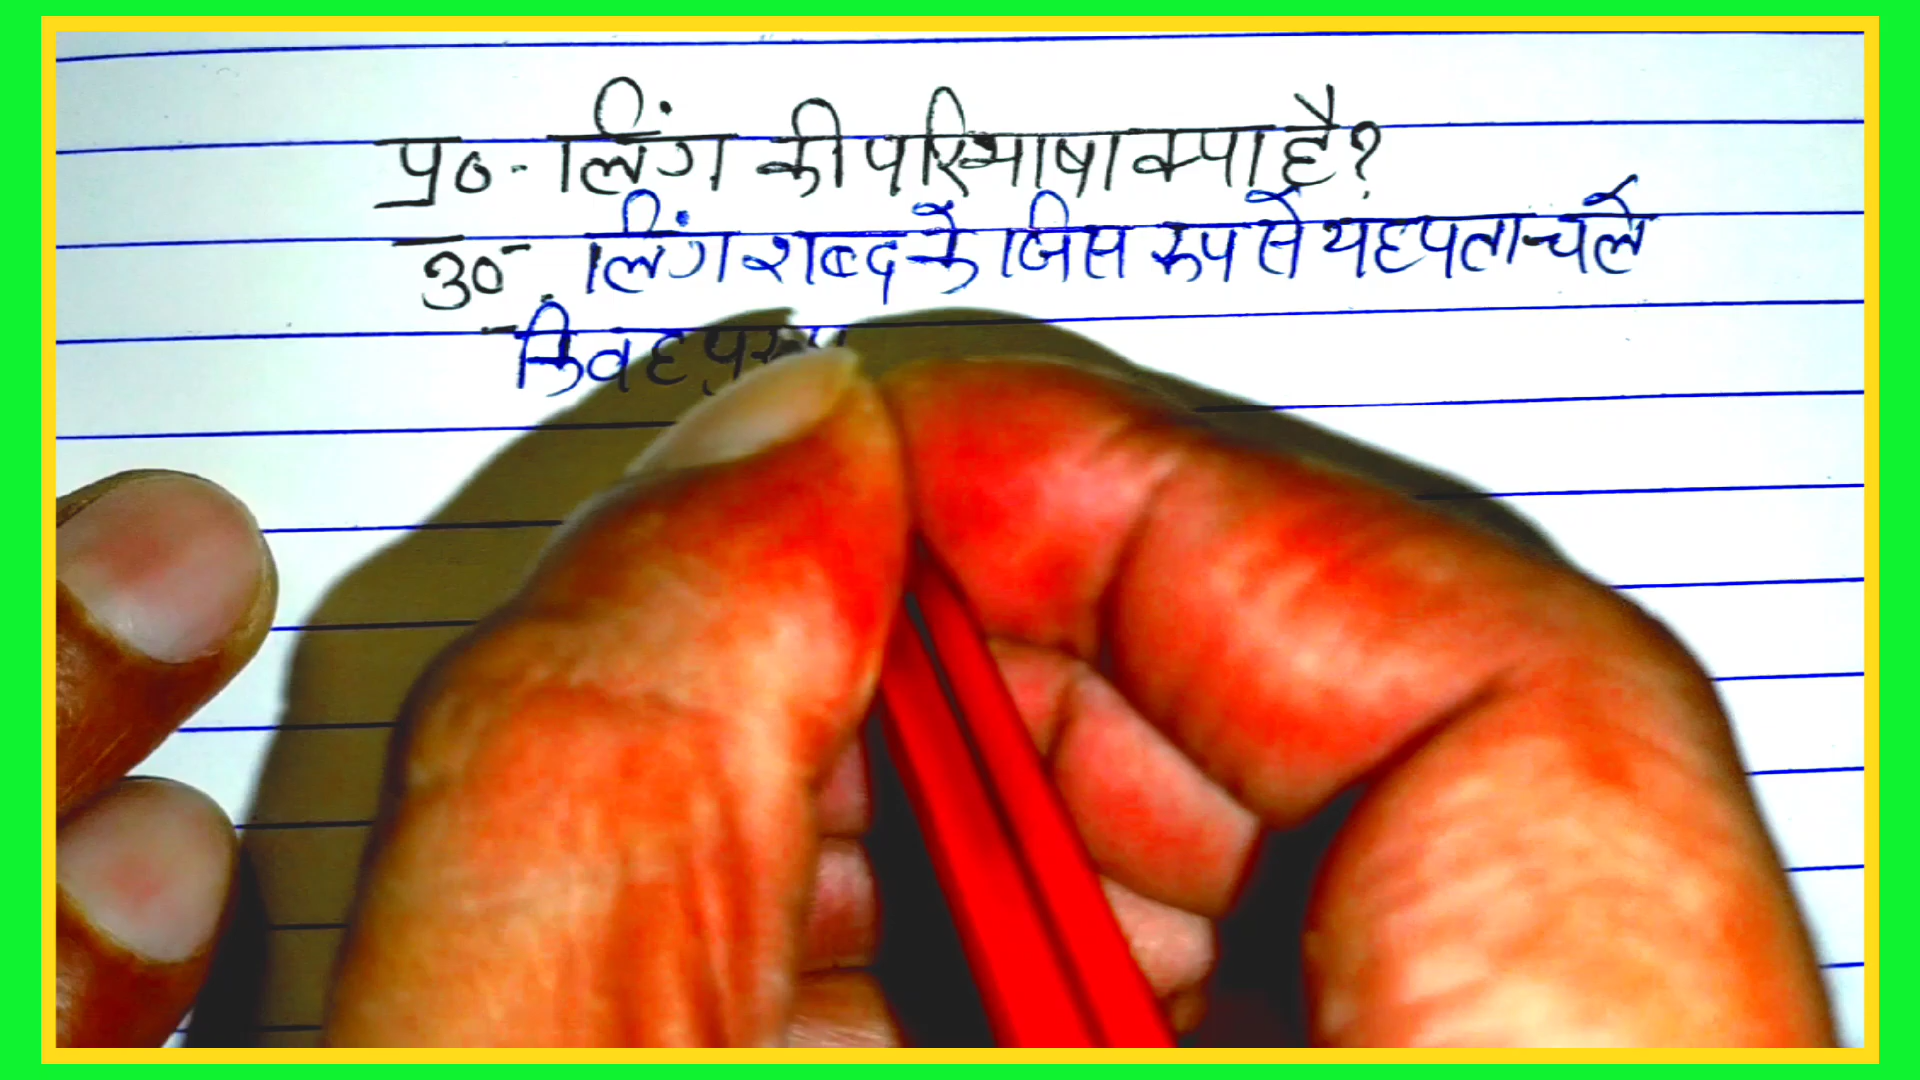 प्र०- लिंग की परिभाषा क्या है?
उ०- लिंग शब्द के जिस रूप से यह पता चले
कि वह